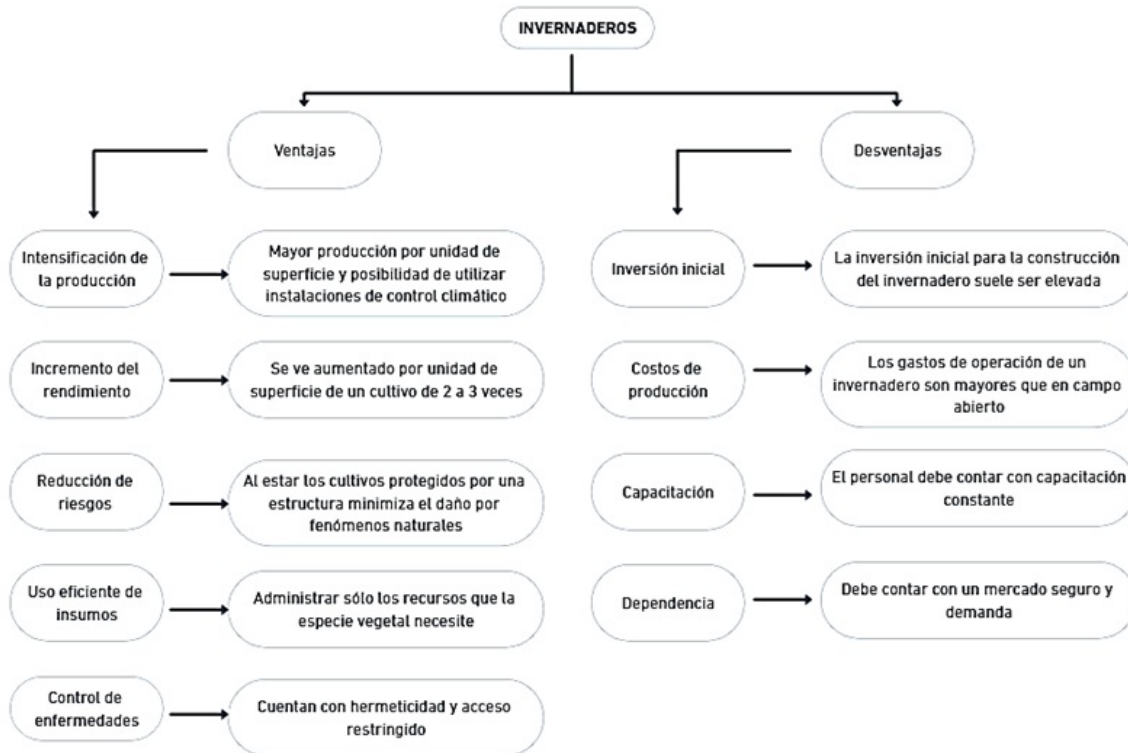 INVERNADEROS
Ventajas
Intensificación de
la producción
Mayor producción por unidad de
superficie y posibilidad de utilizar
instalaciones de control climático
Incremento del
rendimiento
Se ve aumentado por unidad de
superficie de un cultivo de 2 a 3 veces
Reducción de
riesgos
Al estar los cultivos protegidos por una
estructura minimiza el daño por
fenómenos naturales
Uso eficiente de
insumos
Administrar sólo los recursos que la
especie vegetal necesite
Control de
enfermedades
Cuentan con hermeticidad y acceso
restringido
Desventajas
Inversión inicial
La inversión inicial para la construcción
del invernadero suele ser elevada
Costos de
producción
Los gastos de operación de un
invernadero son mayores que en campo
abierto
Capacitación
El personal debe contar con capacitación
constante
Dependencia
Debe contar con un mercado seguro y
demanda